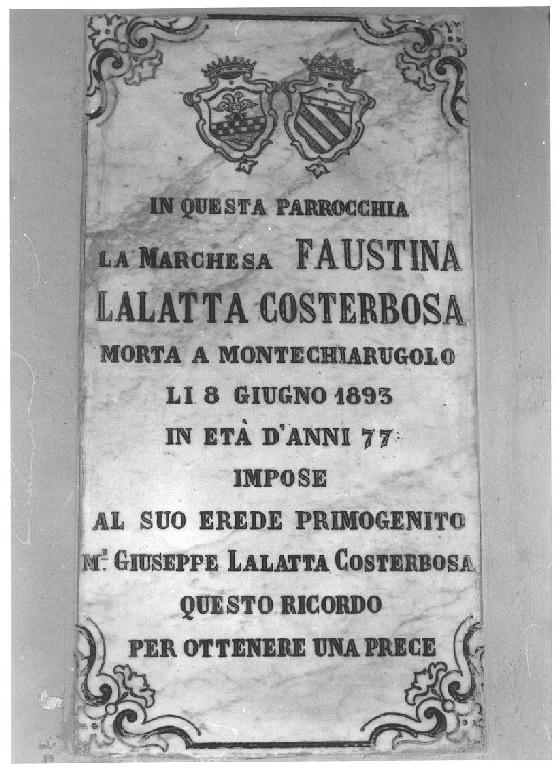 IN QUESTA PARROCCHIA
LA MARCHESA FAUSTINA
LALATTA COSTERBOSA
MORTA A MONTECHIARUGOLO
LI 8 GIUGNO 1893
IN ETÀ D'ANNI 77
IMPOSE
AL SUO EREDE PRIMOGENITO
M.SE GIUSEPPE LALATTA COSTERBOSA
QUESTO RICORDO
PER OTTENERE UNA PRECE